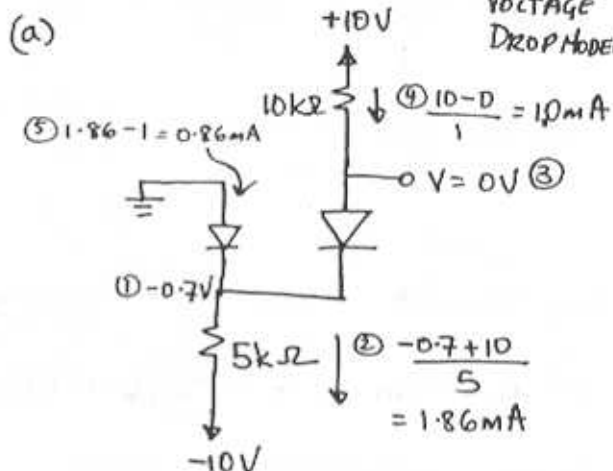 (a)
+10V
VOLTAGE
DROP MODEL
10kΩ
④ 10-0 / 1 = 1.0mA
⑤ 1.86-1 = 0.86mA
V = 0V ③
① -0.7V
5kΩ
② -0.7+10 / 5
= 1.86mA
-10V